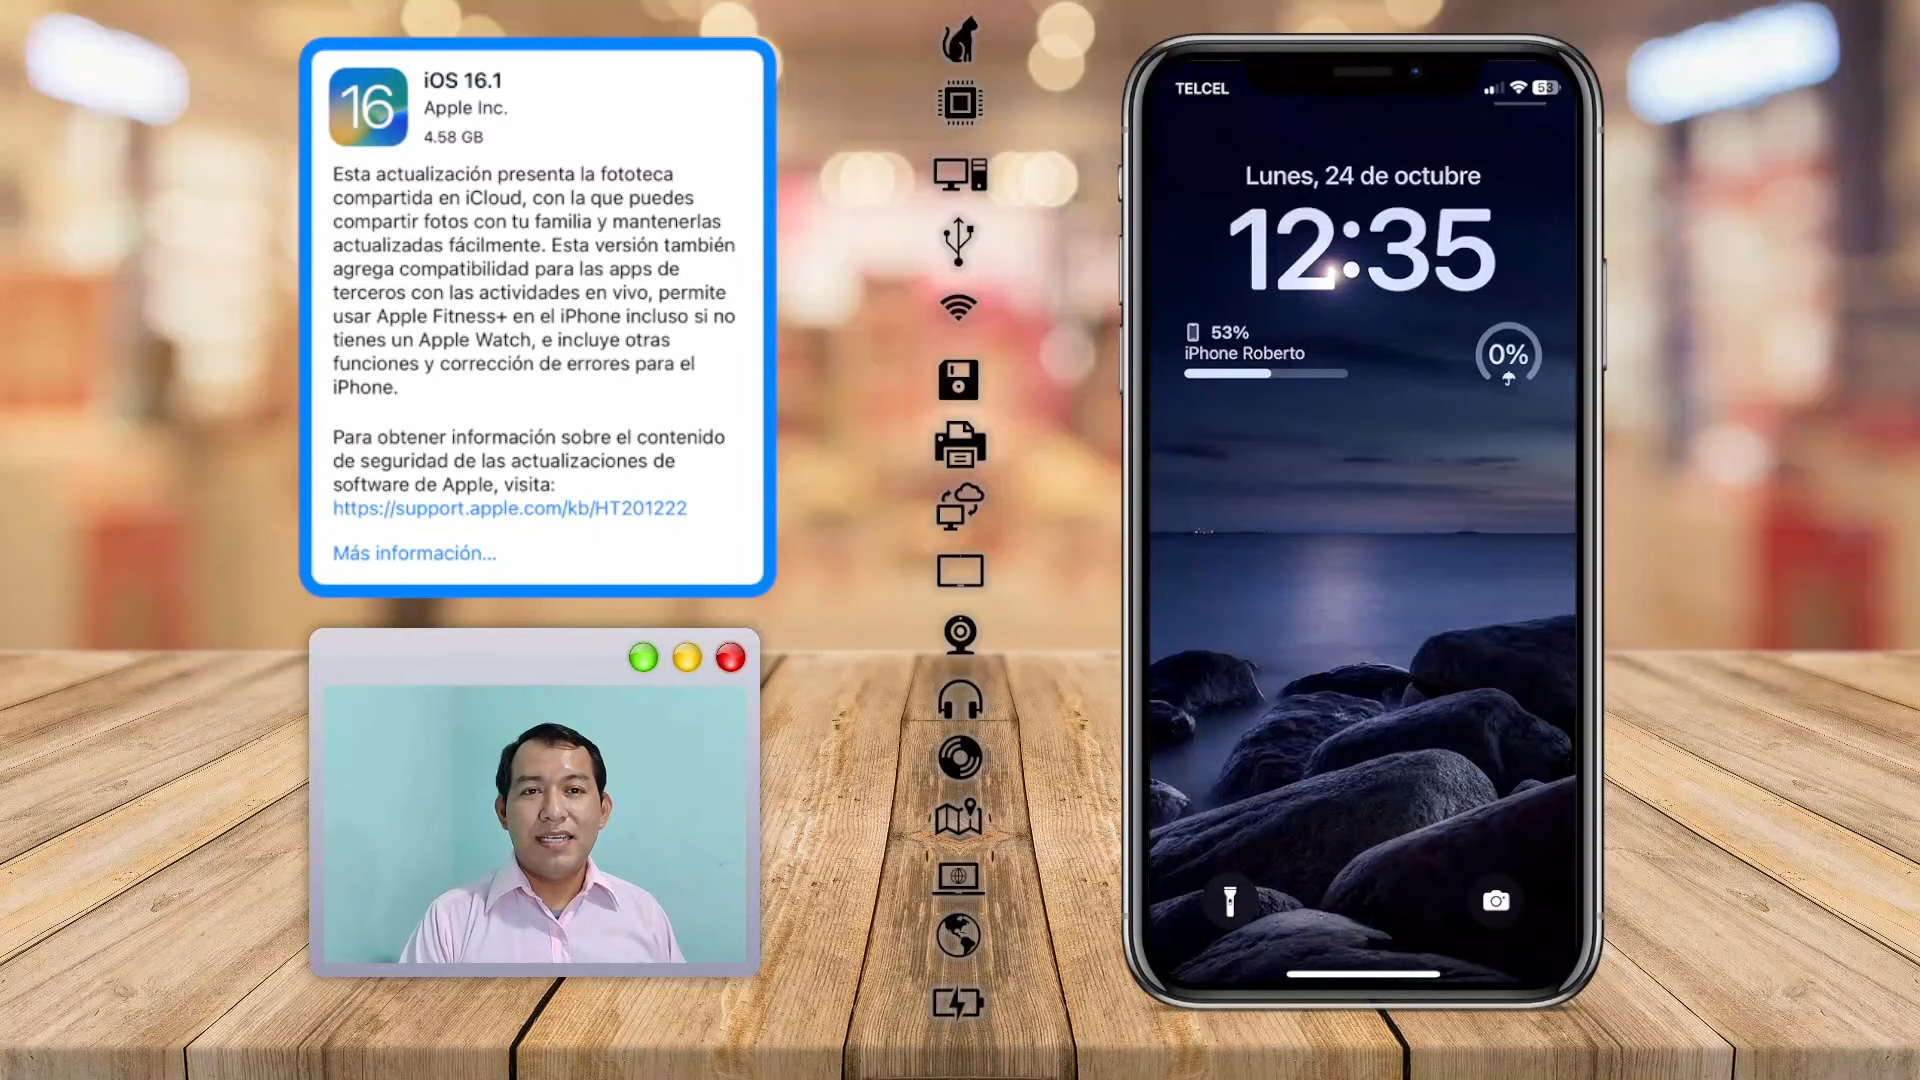 16
iOS 16.1
Apple Inc.
4.58 GB
Esta actualización presenta la fototeca
compartida en iCloud, con la que puedes
compartir fotos con tu familia y mantenerlas
actualizadas fácilmente. Esta versión también
agrega compatibilidad para las apps de
terceros con las actividades en vivo, permite
usar Apple Fitness+ en el iPhone incluso si no
tienes un Apple Watch, e incluye otras
funciones y corrección de errores para el
iPhone.
Para obtener información sobre el contenido
de seguridad de las actualizaciones de
software de Apple, visita:
https://support.apple.com/kb/HT201222
Más información...
TELCEL
53
Lunes, 24 de octubre
12:35
53%
iPhone Roberto
0%